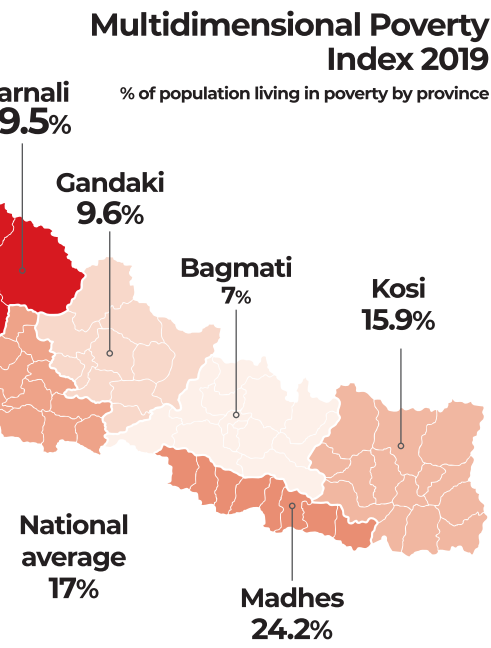 Multidimensional Poverty
Index 2019
% of population living in poverty by province
arnali
9.5%
Gandaki
9.6%
Bagmati
7%
Kosi
15.9%
National
average
17%
Madhes
24.2%